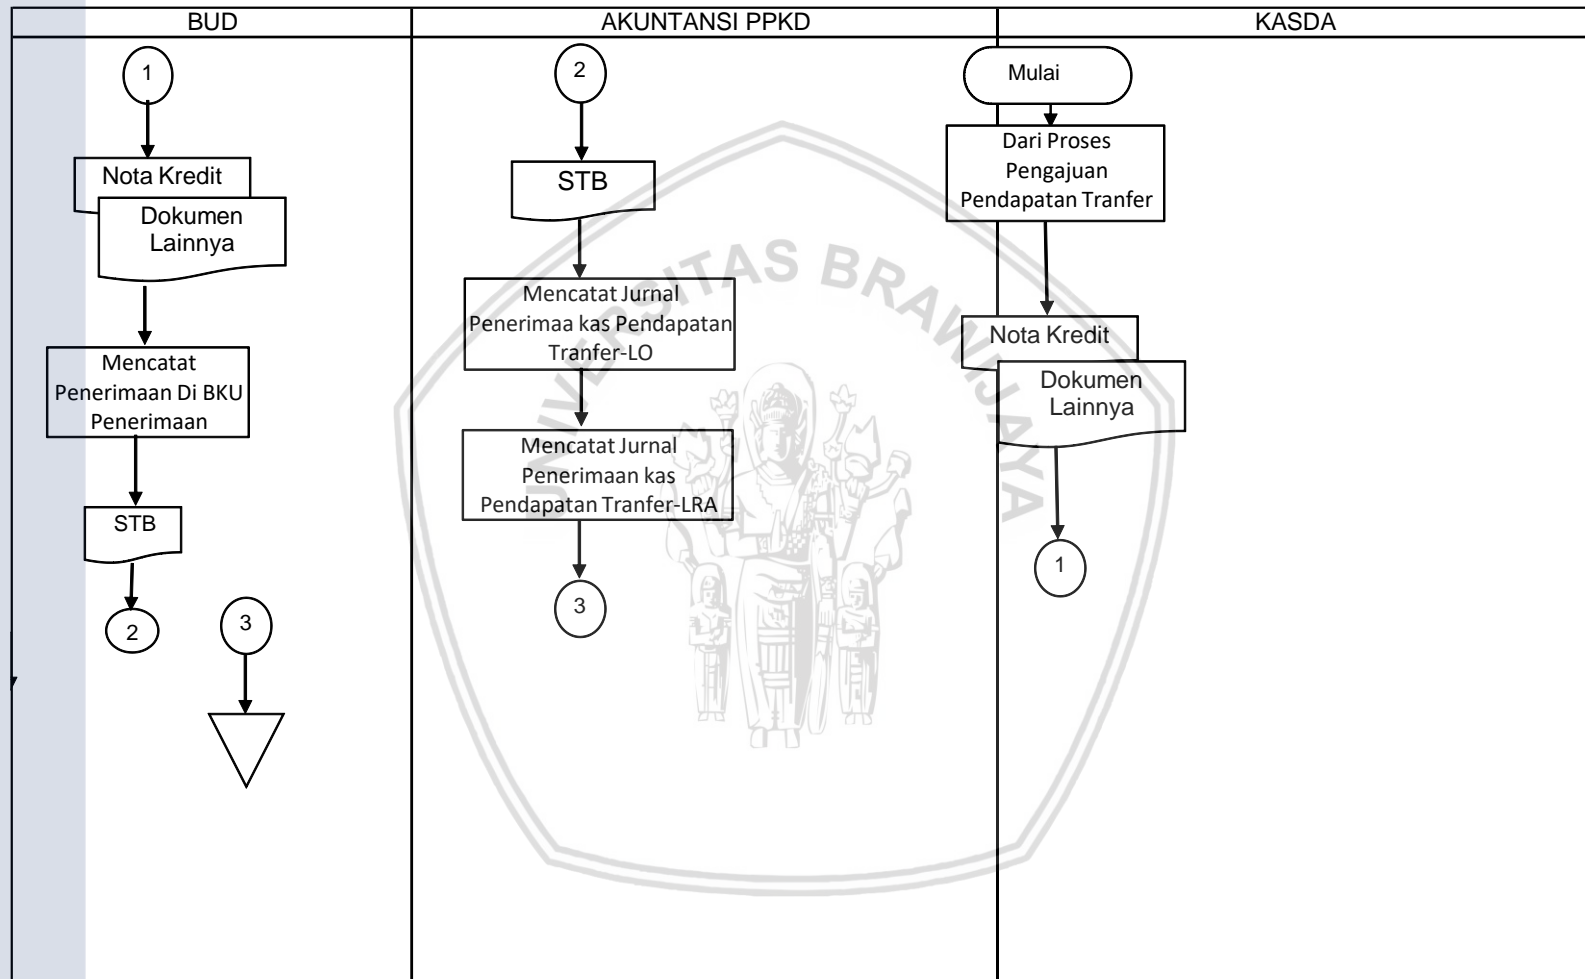 BUD
AKUNTANSI PPKD
KASDA
1
Nota Kredit
Dokumen
Lainnya
Mencatat
Penerimaan Di BKU
Penerimaan
STB
2
3
2
STB
Mencatat Jurnal
Penerimaa kas Pendapatan
Tranfer-LO
Mencatat Jurnal
Penerimaan kas
Pendapatan Tranfer-LRA
3
Mulai
Dari Proses
Pengajuan
Pendapatan Tranfer
Nota Kredit
Dokumen
Lainnya
1
UNIVERSITAS BRAWIJAYA